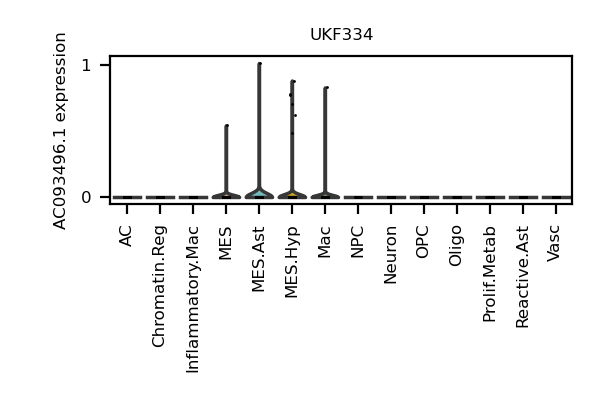 UKF334
AC093496.1 expression
1
0
AC
Chromatin.Reg
Inflammatory.Mac
MES
MES.Ast
MES.Hyp
Mac
NPC
Neuron
OPC
Oligo
Prolif.Metab
Reactive.Ast
Vasc